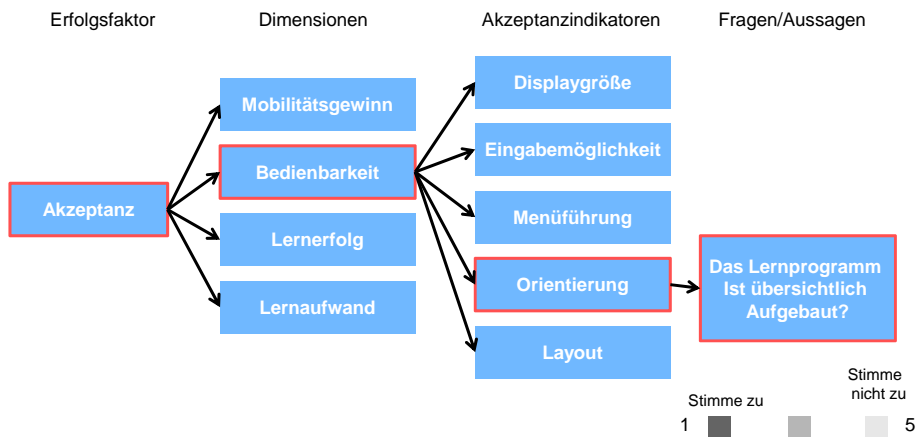 Erfolgsfaktor
Dimensionen
Akzeptanzindikatoren
Fragen/Aussagen
Akzeptanz
Mobilitätsgewinn
Bedienbarkeit
Lernerfolg
Lernaufwand
Displaygröße
Eingabemöglichkeit
Menüführung
Orientierung
Layout
Das Lernprogramm
Ist übersichtlich
Aufgebaut?
Stimme zu
Stimme
nicht zu
1
5